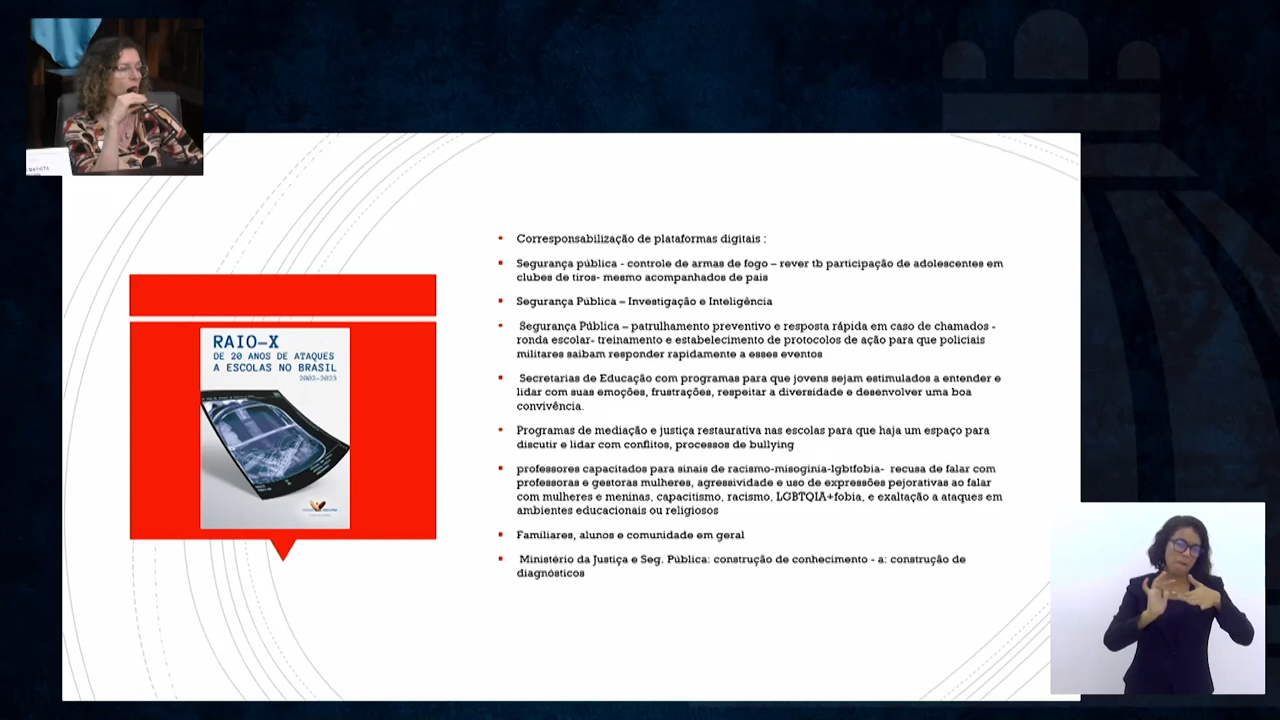 BATISTA
RAIO-X
DE 20 ANOS DE ATAQUES
A ESCOLAS NO BRASIL
2002-2023
▪ Corresponsabilização de plataformas digitais :
▪ Segurança pública - controle de armas de fogo – rever tb participação de adolescentes em
clubes de tiros- mesmo acompanhados de pais
▪ Segurança Pública – Investigação e Inteligência
▪ Segurança Pública – patrulhamento preventivo e resposta rápida em caso de chamados -
ronda escolar- treinamento e estabelecimento de protocolos de ação para que policiais
militares saibam responder rapidamente a esses eventos
▪ Secretarias de Educação com programas para que jovens sejam estimulados a entender e
lidar com suas emoções, frustrações, respeitar a diversidade e desenvolver uma boa
convivência.
▪ Programas de mediação e justiça restaurativa nas escolas para que haja um espaço para
discutir e lidar com conflitos, processos de bullying
▪ professores capacitados para sinais de racismo-misoginia-lgbtfobia- recusa de falar com
professoras e gestoras mulheres, agressividade e uso de expressões pejorativas ao falar
com mulheres e meninas, capacitismo, racismo, LGBTQIA+fobia, e exaltação a ataques em
ambientes educacionais ou religiosos
▪ Familiares, alunos e comunidade em geral
▪ Ministério da Justiça e Seg. Pública: construção de conhecimento - a: construção de
diagnósticos